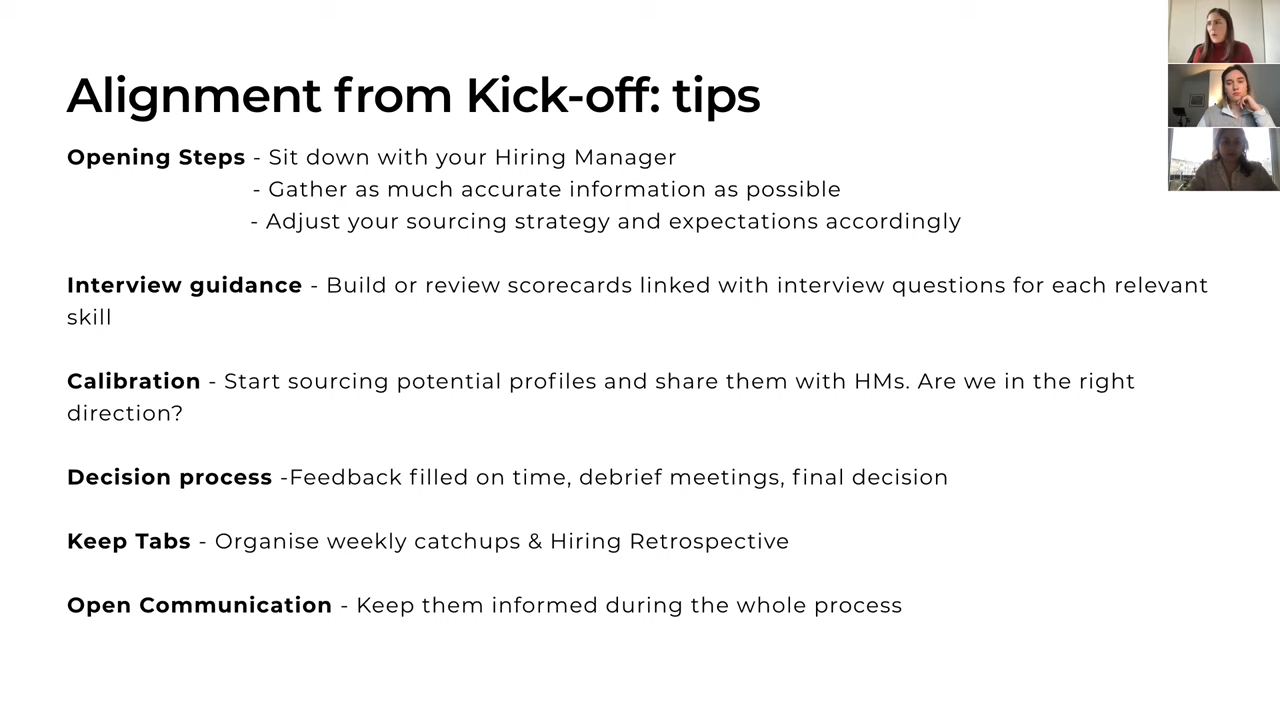 Alignment from Kick-off: tips
Opening Steps - Sit down with your Hiring Manager
- Gather as much accurate information as possible
- Adjust your sourcing strategy and expectations accordingly
Interview guidance - Build or review scorecards linked with interview questions for each relevant
skill
Calibration - Start sourcing potential profiles and share them with HMs. Are we in the right
direction?
Decision process -Feedback filled on time, debrief meetings, final decision
Keep Tabs - Organise weekly catchups & Hiring Retrospective
Open Communication - Keep them informed during the whole process